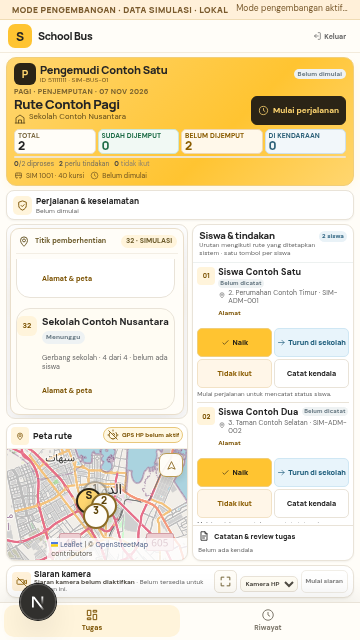 MODE PENGEMBANGAN · DATA SIMULASI · LOKAL
Mode pengembangan aktif...
S
School Bus
Keluar
P
Pengemudi Contoh Satu
SIM-BUS-01
Belum dimulai
PAGI · PENJEMPUTAN · 07 NOV 2026
Rute Contoh Pagi
Sekolah Contoh Nusantara
Mulai perjalanan
TOTAL
2
SUDAH DIJEMPUT
0
BELUM DIJEMPUT
2
DI KENDARAAN
0
0/2 diproses 2 perlu tindakan 0 tidak ikut
SIM 1001 · 40 kursi
Belum dimulai
Perjalanan & keselamatan
Belum dimulai
Titik pemberhentian
32 · SIMULASI
Alamat & peta
32
Sekolah Contoh Nusantara
Menunggu
Gerbang sekolah · 4 dari 4 · belum ada
siswa
Alamat & peta
Peta rute
GPS HP belum aktif
سيهات
S
2
3
Leaflet | © OpenStreetMap
contributors
605
Siswa & tindakan
2 siswa
Urutan mengikuti rute yang ditetapkan
sistem · satu tombol per siswa.
01
Siswa Contoh Satu
Belum dicatat
2. Perumahan Contoh Timur · SIM-
ADM-001
Alamat
Naik
Turun di sekolah
Tidak ikut
Catat kendala
Mulai perjalanan untuk mencatat status siswa.
02
Siswa Contoh Dua
Belum dicatat
3. Taman Contoh Selatan · SIM-ADM-
002
Alamat
Naik
Turun di sekolah
Tidak ikut
Catat kendala
Catatan & review tugas
Belum ada kendala
Siaran kamera
Siaran kamera belum diaktifkan · Belum tersedia untuk
ini.
Kamera HP
Mulai siaran
N
Tugas
Riwayat